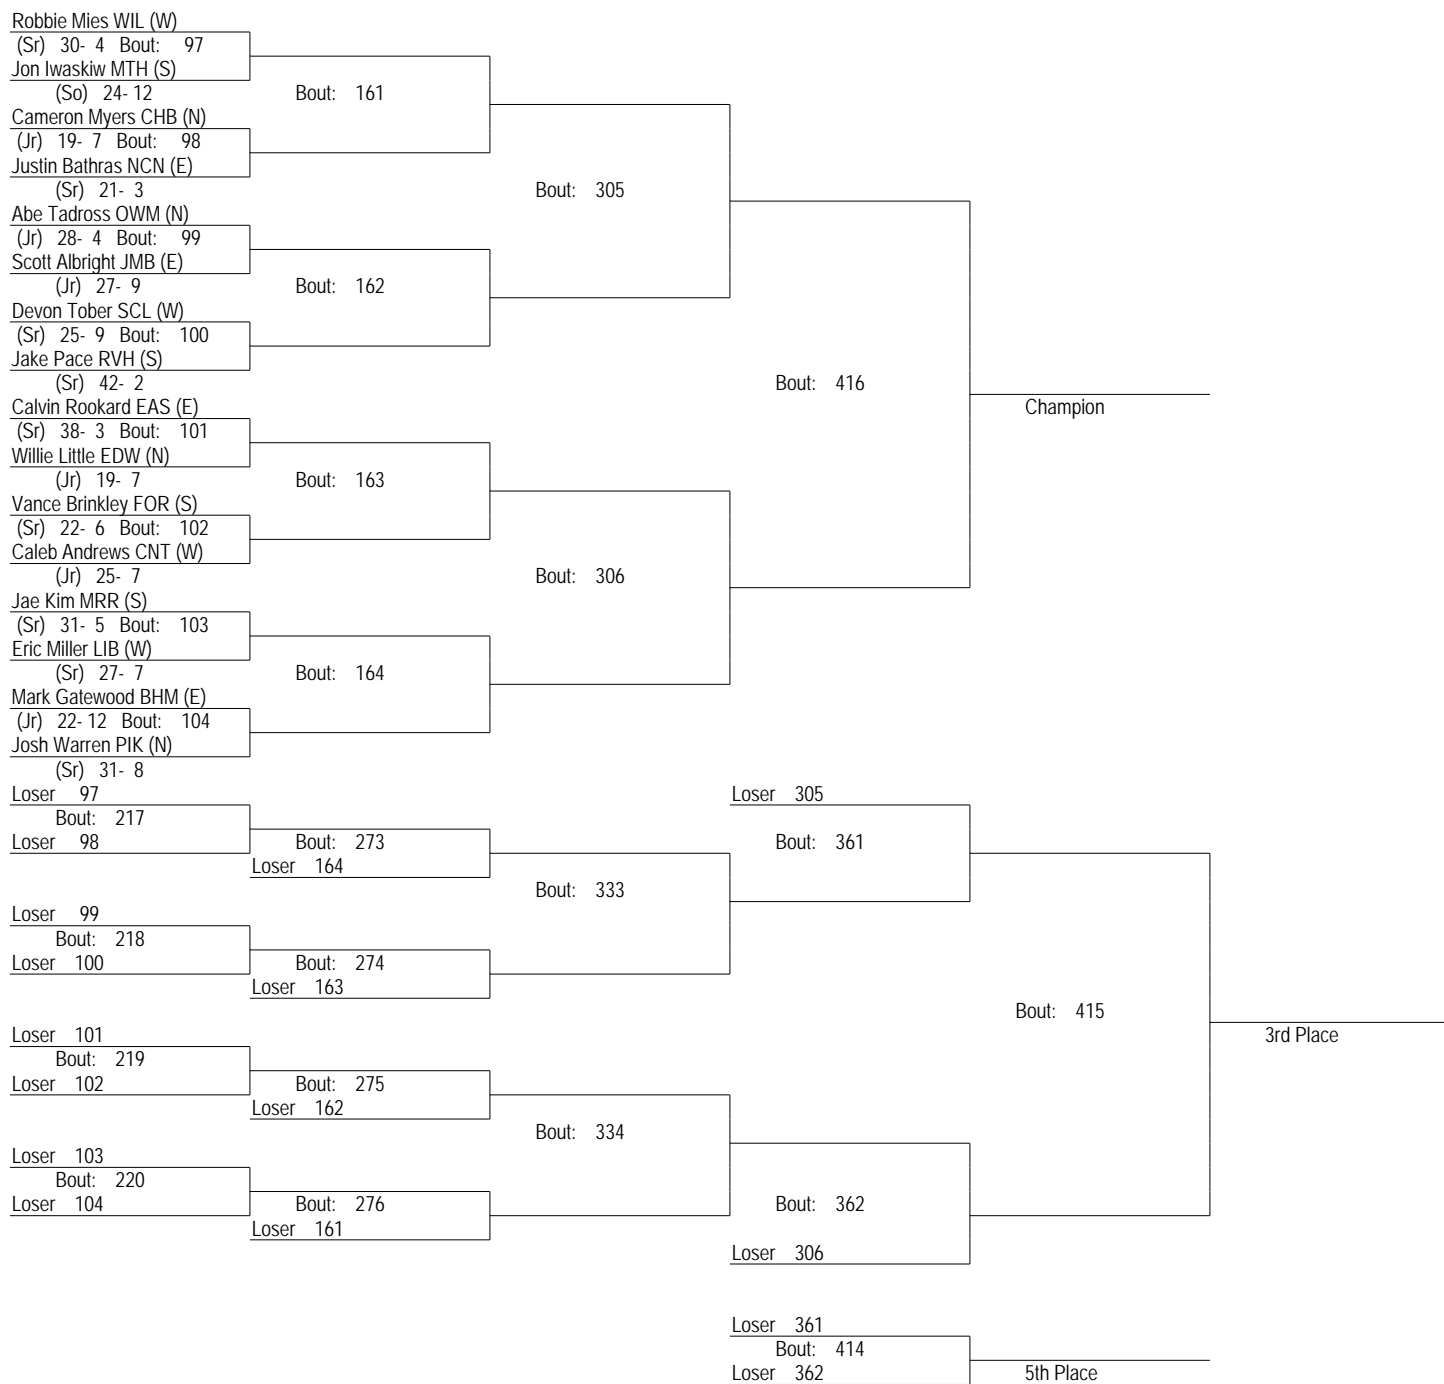 Robbie Mies WIL (W)
(Sr) 30- 4 Bout: 97
Jon Iwaskiw MTH (S)
(So) 24- 12
Bout: 161
Cameron Myers CHB (N)
(Jr) 19- 7 Bout: 98
Justin Bathras NCN (E)
(Sr) 21- 3
Bout: 305
Abe Tadross OWM (N)
(Jr) 28- 4 Bout: 99
Scott Albright JMB (E)
(Jr) 27- 9
Bout: 162
Devon Tober SCL (W)
(Sr) 25- 9 Bout: 100
Jake Pace RVH (S)
(Sr) 42- 2
Bout: 416
Champion
Calvin Rookard EAS (E)
(Sr) 38- 3 Bout: 101
Willie Little EDW (N)
(Jr) 19- 7
Bout: 163
Vance Brinkley FOR (S)
(Sr) 22- 6 Bout: 102
Caleb Andrews CNT (W)
(Jr) 25- 7
Bout: 306
Jae Kim MRR (S)
(Sr) 31- 5 Bout: 103
Eric Miller LIB (W)
(Sr) 27- 7
Bout: 164
Mark Gatewood BHM (E)
(Jr) 22- 12 Bout: 104
Josh Warren PIK (N)
(Sr) 31- 8
Loser 97
Bout: 217
Loser 98
Bout: 273
Loser 164
Loser 305
Bout: 361
Bout: 333
Loser 99
Bout: 218
Loser 100
Bout: 274
Loser 163
Bout: 415
3rd Place
Loser 101
Bout: 219
Loser 102
Bout: 275
Loser 162
Bout: 334
Loser 103
Bout: 220
Loser 104
Bout: 276
Loser 161
Bout: 362
Loser 306
Loser 361
Bout: 414
Loser 362
5th Place